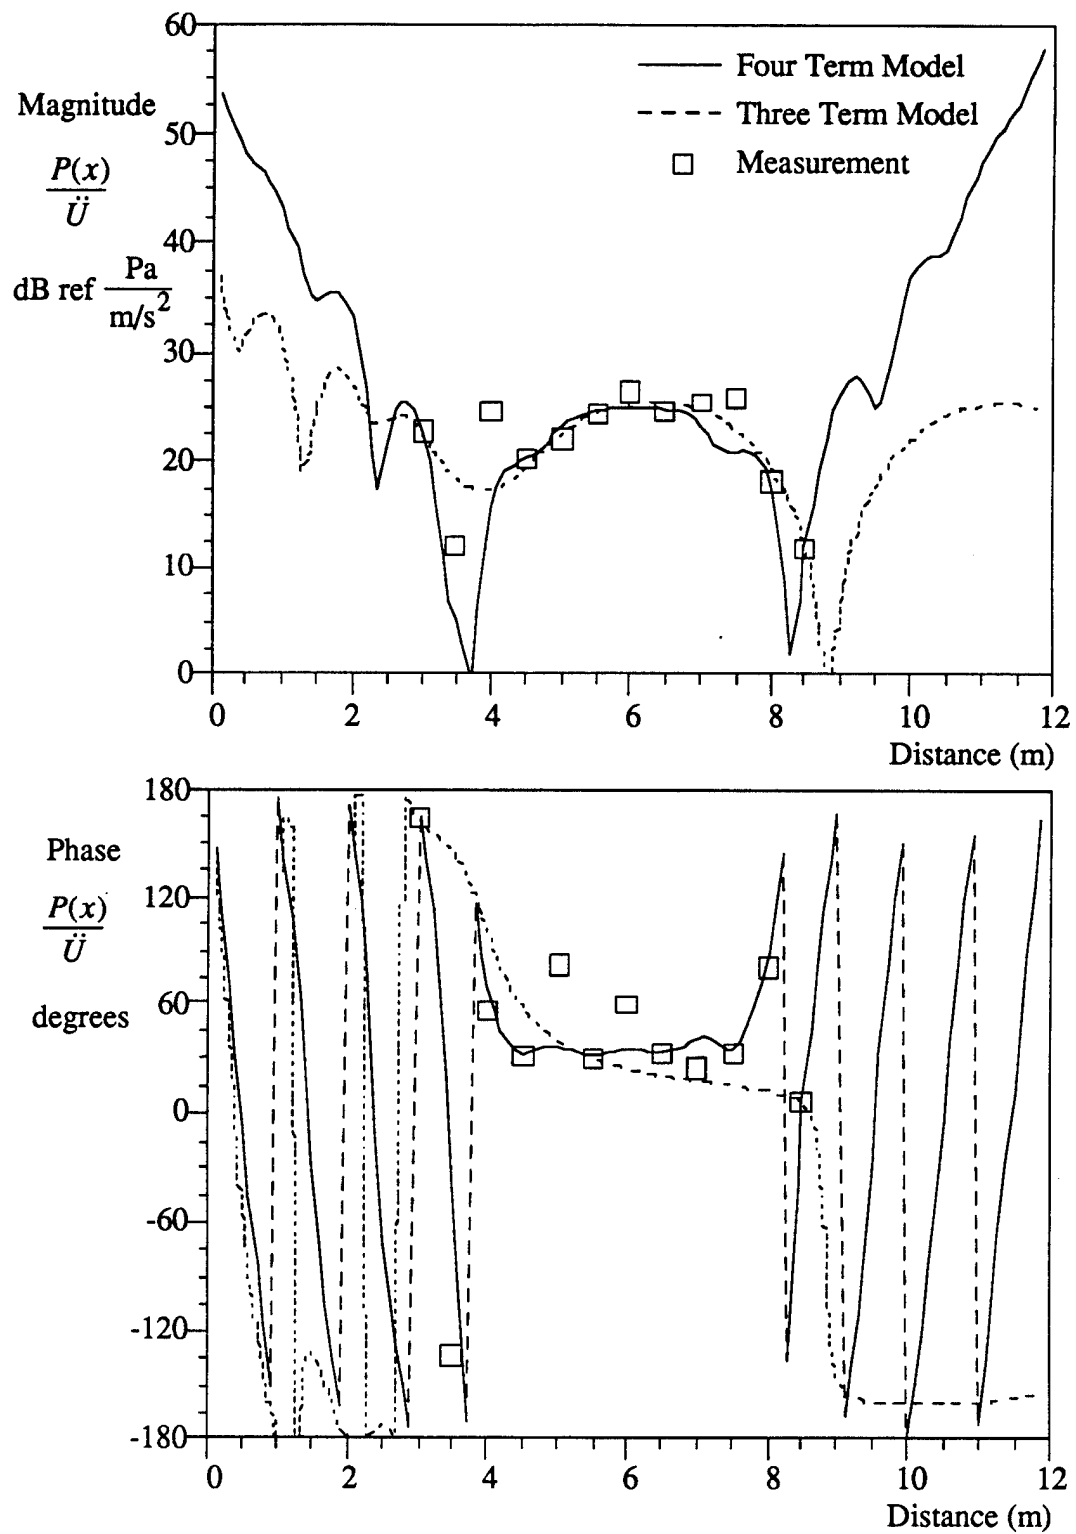 60
Four Term Model
Magnitude
Three Term Model
50
Measurement
P(x)
Ü
40
dB ref Pa
m/s²
30
20
10
0
0 2 4 6 8 10 12
Distance (m)
180
Phase
120
P(x)
Ü
60
degrees
0
-60
-120
-180
0 2 4 6 8 10 12
Distance (m)